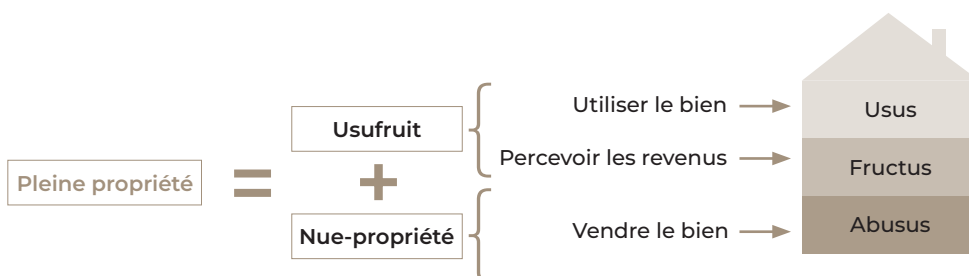 Pleine propriété
=
Usufruit
+
Nue-propriété
Utiliser le bien
Percevoir les revenus
Vendre le bien
Usus
Fructus
Abusus